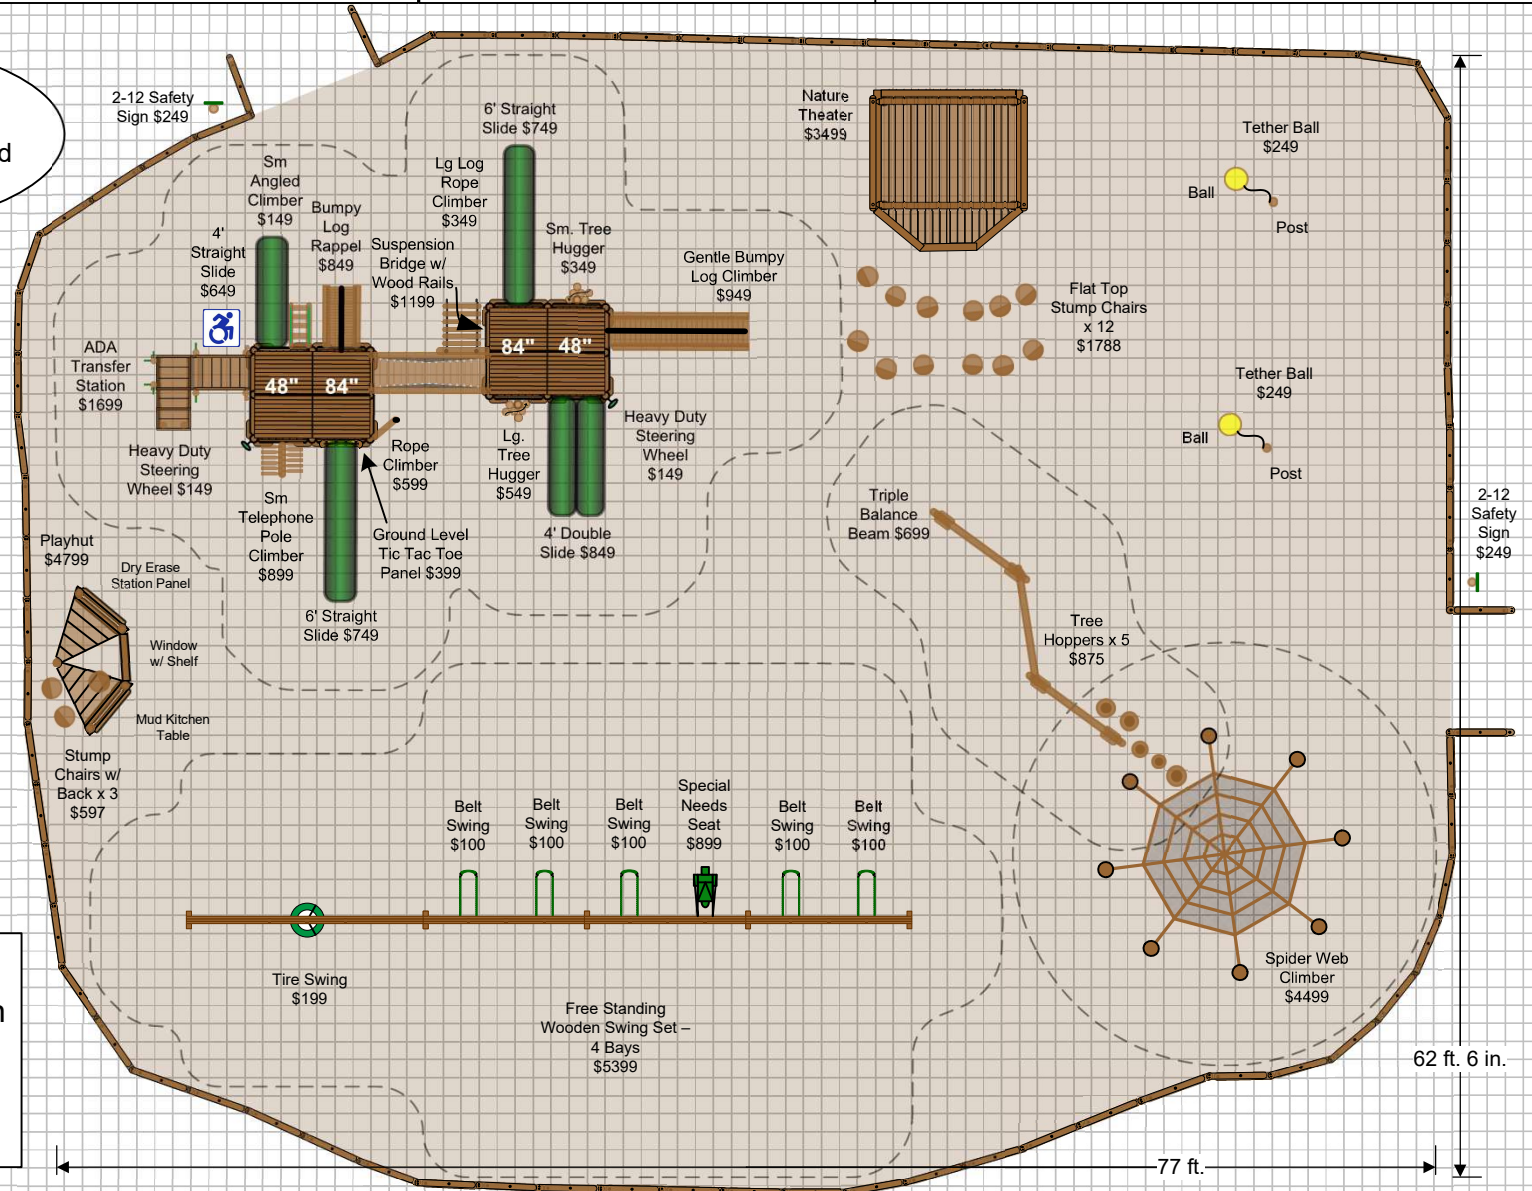 d
2-12 Safety
Sign $249
6' Straight
Slide $749
Nature
Theater
$3499
Tether Ball
$249
Ball
Post
Sm
Angled
Climber
$149
Lg Log
Rope
Climber
$349
Bumpy
Log
Rappel
$849
4'
Straight
Slide
$649
Suspension
Bridge w/
Wood Rails
$1199
Sm. Tree
Hugger
$349
Gentle Bumpy
Log Climber
$949
Flat Top
Stump Chairs
x 12
$1788
ADA
Transfer
Station
$1699
48"
84"
84"
48"
Tether Ball
$249
Ball
Post
Heavy Duty
Steering
Wheel $149
Rope
Climber
$599
Lg.
Tree
Hugger
$549
Heavy Duty
Steering
Wheel
$149
Sm
Telephone
Pole
Climber
$899
Ground Level
Tic Tac Toe
Panel $399
4' Double
Slide $849
Triple
Balance
Beam $699
2-12
Safety
Sign
$249
Playhut
$4799
Dry Erase
Station Panel
6' Straight
Slide $749
Window
w/ Shelf
Tree
Hoppers x 5
$875
Mud Kitchen
Table
Stump
Chairs w/
Back x 3
$597
Belt
Swing
$100
Belt
Swing
$100
Belt
Swing
$100
Special
Needs
Seat
$899
Belt
Swing
$100
Belt
Swing
$100
Tire Swing
$199
Free Standing
Wooden Swing Set –
4 Bays
$5399
Spider Web
Climber
$4499
62 ft. 6 in.
77 ft.